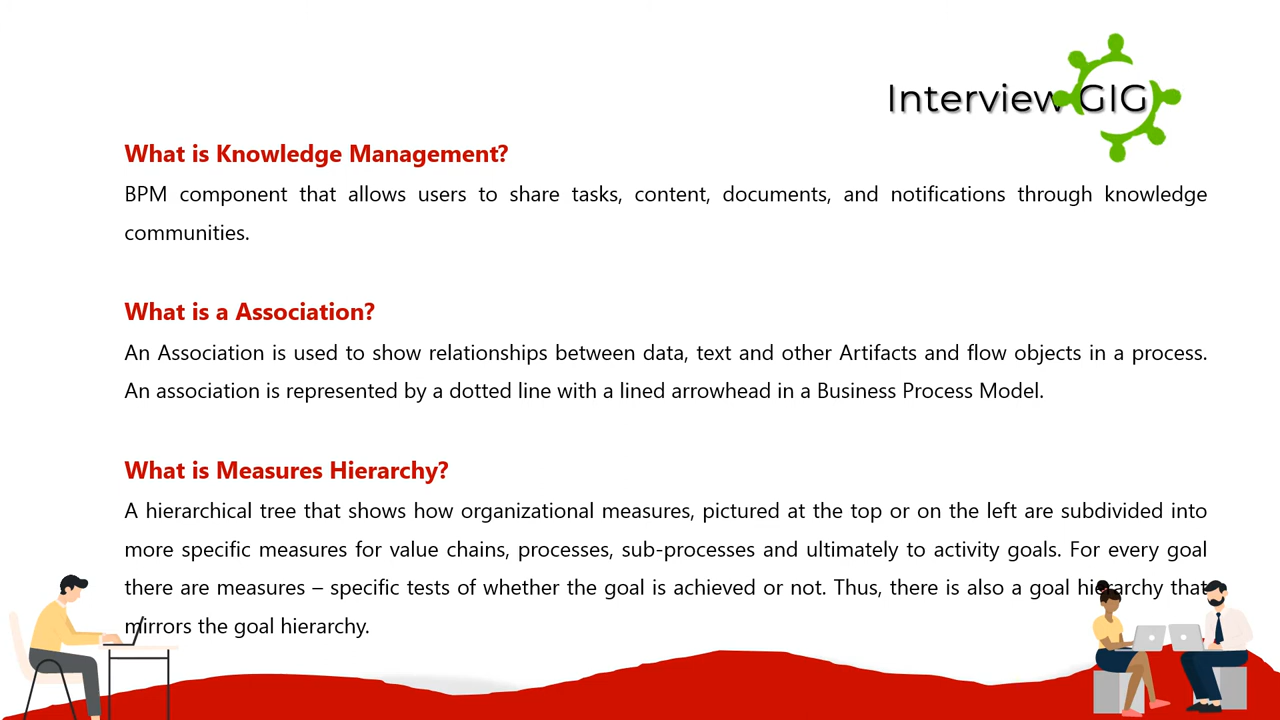 Interview GIG
What is Knowledge Management?
BPM component that allows users to share tasks, content, documents, and notifications through knowledge
communities.
What is a Association?
An Association is used to show relationships between data, text and other Artifacts and flow objects in a process.
An association is represented by a dotted line with a lined arrowhead in a Business Process Model.
What is Measures Hierarchy?
A hierarchical tree that shows how organizational measures, pictured at the top or on the left are subdivided into
more specific measures for value chains, processes, sub-processes and ultimately to activity goals. For every goal
there are measures – specific tests of whether the goal is achieved or not. Thus, there is also a goal hierarchy that
mirrors the goal hierarchy.